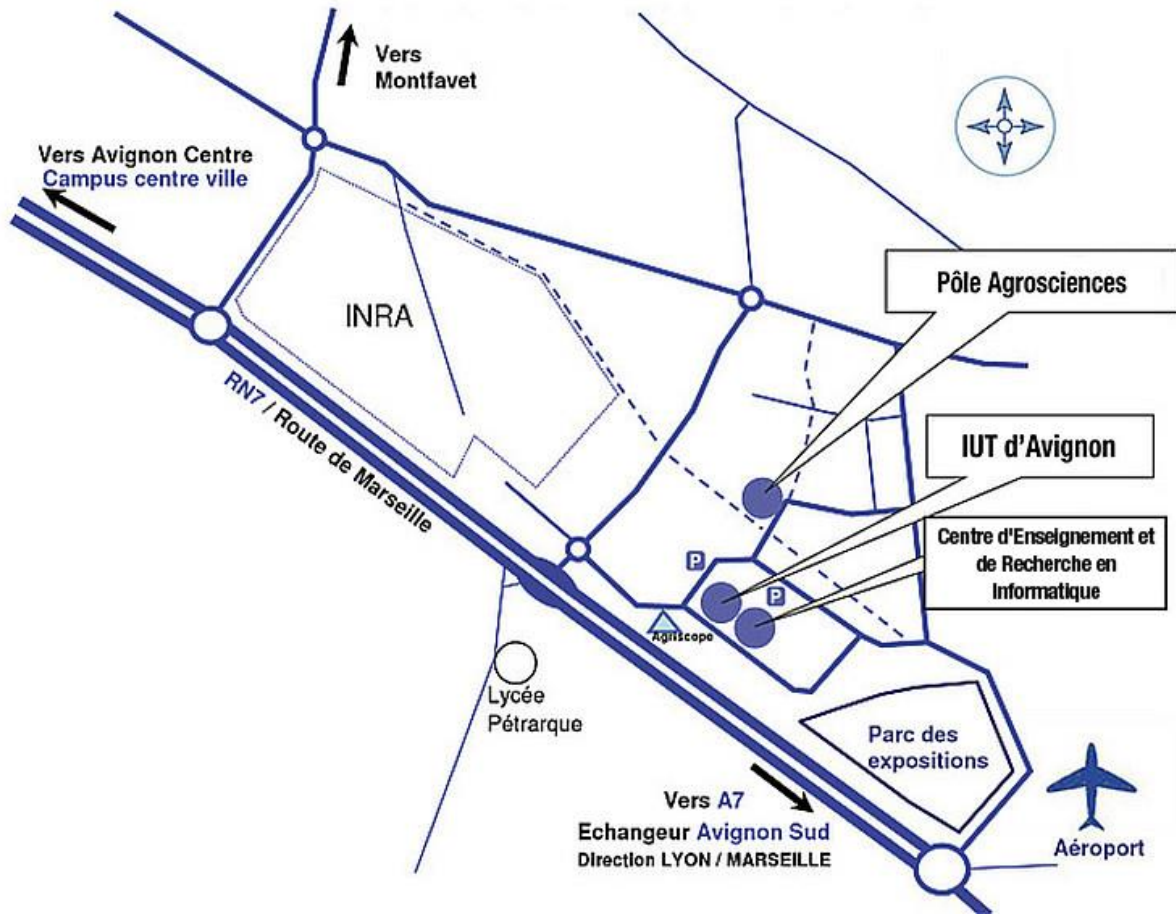 Vers
Montfavet
Vers Avignon Centre
Campus centre ville
Pôle Agrosciences
INRA
RN7 / Route de Marseille
IUT d'Avignon
Centre d'Enseignement et
de Recherche en
Informatique
P
P
Agriscope
Lycée
Pétrarque
Parc des
expositions
Vers A7
Echangeur Avignon Sud
Direction LYON / MARSEILLE
Aéroport